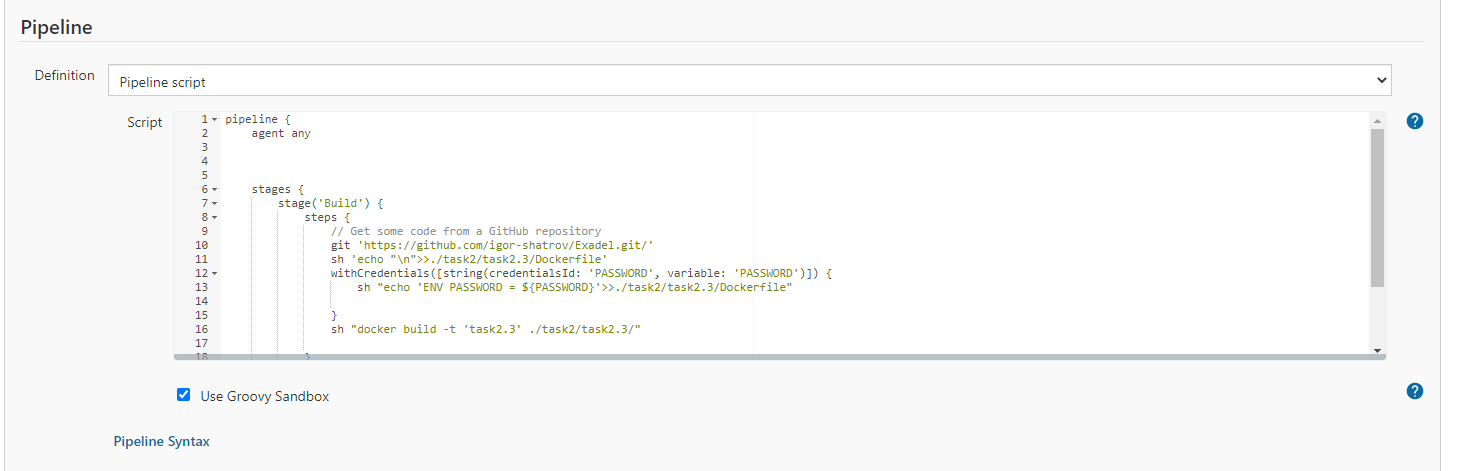 Pipeline
Definition
Pipeline script
Script
1 pipeline {
2 agent any
3
4
5
6 stages {
7 stage('Build') {
8 steps {
9 // Get some code from a GitHub repository
10 git 'https://github.com/igor-shatrov/Exadel.git/'
11 sh 'echo "\n">>./task2/task2.3/Dockerfile'
12 withCredentials([string(credentialsId: 'PASSWORD', variable: 'PASSWORD')]) {
13 sh "echo 'ENV PASSWORD = ${PASSWORD}'>>./task2/task2.3/Dockerfile"
14
15 }
16 sh "docker build -t 'task2.3' ./task2/task2.3/"
17
18 }
?
Use Groovy Sandbox
?
Pipeline Syntax